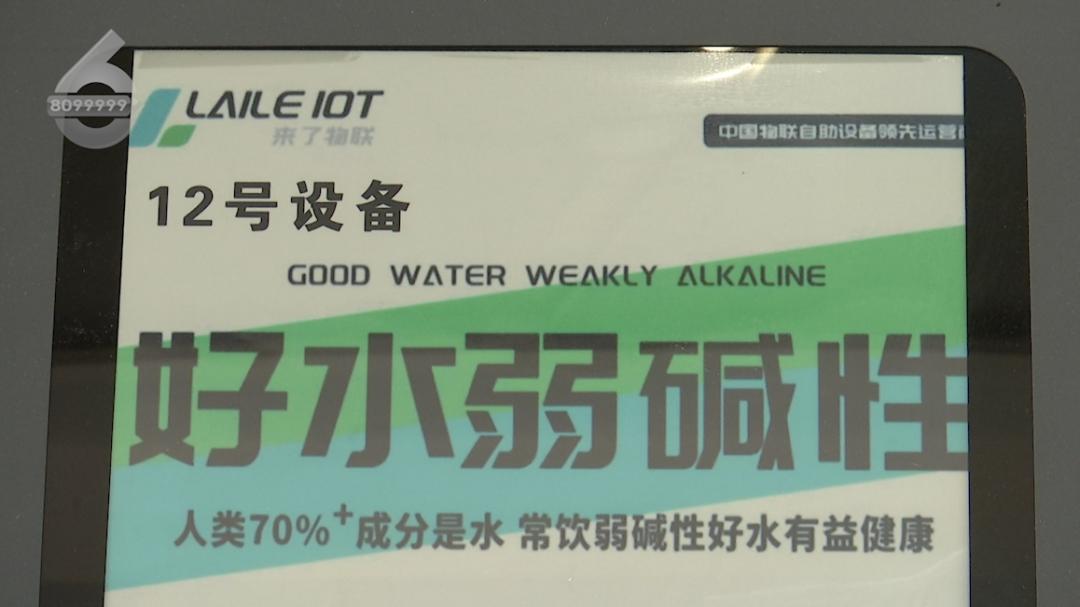 6
8099999
LAILE IOT
来了物联
中国物联自助设备领先运营
12号设备
GOOD WATER WEAKLY ALKALINE
好水弱碱性
人类70%+成分是水 常饮弱碱性好水有益健康